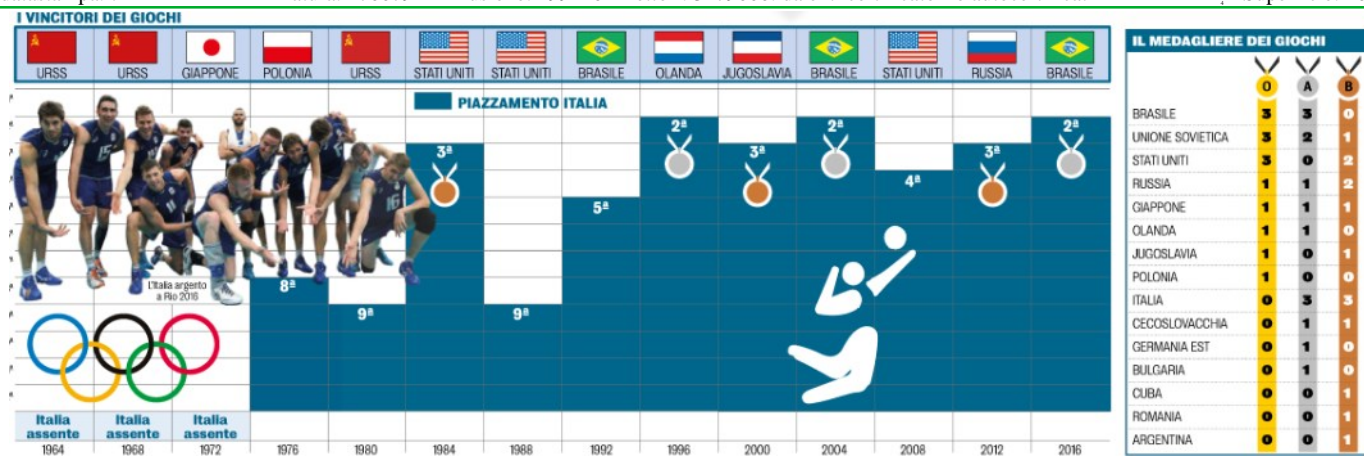 I VINCITORI DEI GIOCHI
URSS URSS GIAPPONE POLONIA URSS STATI UNITI STATI UNITI BRASILE OLANDA JUGOSLAVIA BRASILE STATI UNITI RUSSIA BRASILE
PIAZZAMENTO ITALIA
8ª
9ª
3ª
9ª
5ª
2ª
3ª
2ª
4ª
3ª
2ª
L'Italia argento
a Rio 2016
Italia assente
Italia assente
Italia assente
1964 1968 1972 1976 1980 1984 1988 1992 1996 2000 2004 2008 2012 2016
IL MEDAGLIERE DEI GIOCHI
O A B
BRASILE 3 3 0
UNIONE SOVIETICA 3 2 1
STATI UNITI 3 0 2
RUSSIA 1 1 2
GIAPPONE 1 1 1
OLANDA 1 1 0
JUGOSLAVIA 1 0 1
POLONIA 1 0 0
ITALIA 0 3 3
CECOSLOVACCHIA 0 1 1
GERMANIA EST 0 1 0
BULGARIA 0 1 0
CUBA 0 0 1
ROMANIA 0 0 1
ARGENTINA 0 0 1